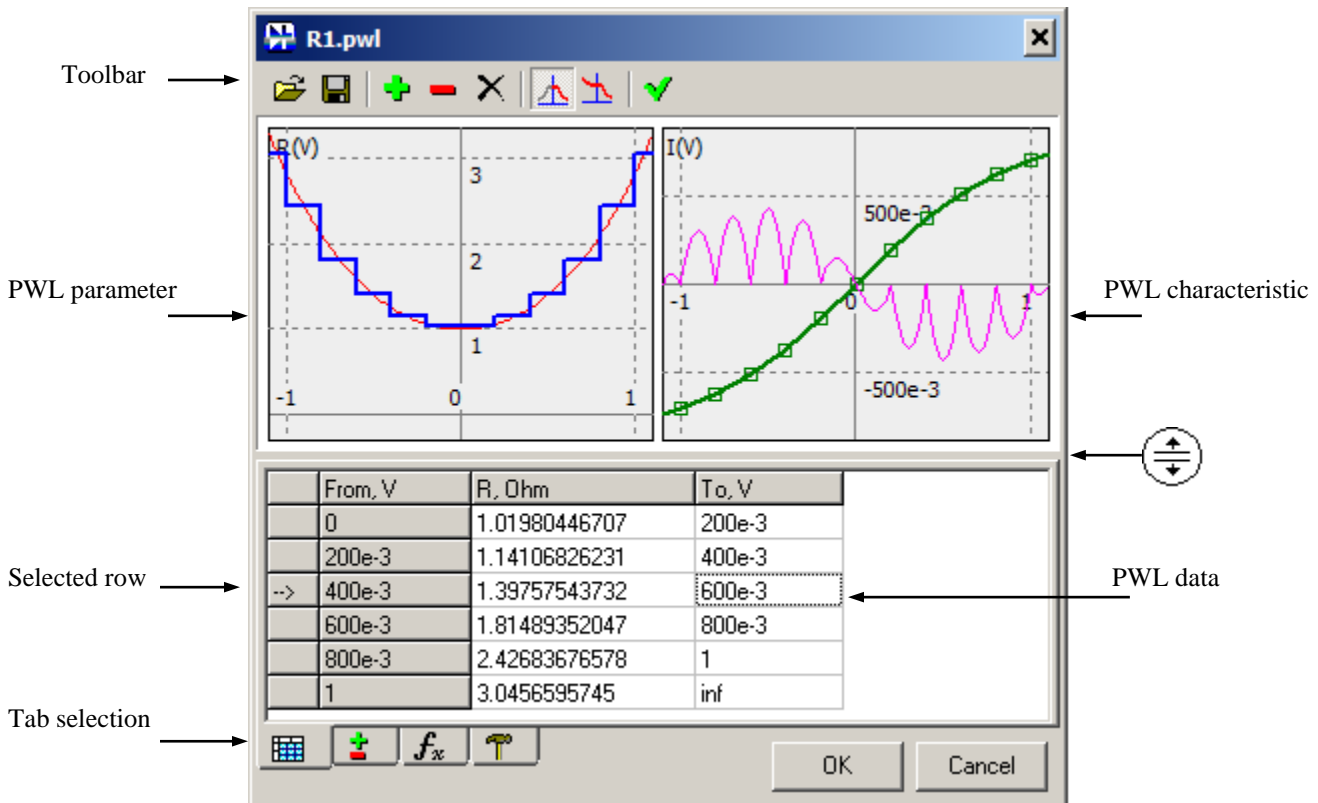 R1.pwl
Toolbar
R(V)
3
2
1
-1
0
1
I(V)
500e-3
-1
0
1
-500e-3
PWL parameter
PWL characteristic
From, V R, Ohm To, V
0 1.01980446707 200e-3
200e-3 1.14106826231 400e-3
--> 400e-3 1.39757543732 600e-3
600e-3 1.81489352047 800e-3
800e-3 2.42683676578 1
1 3.0456595745 inf
Selected row
PWL data
Tab selection
fx
OK
Cancel